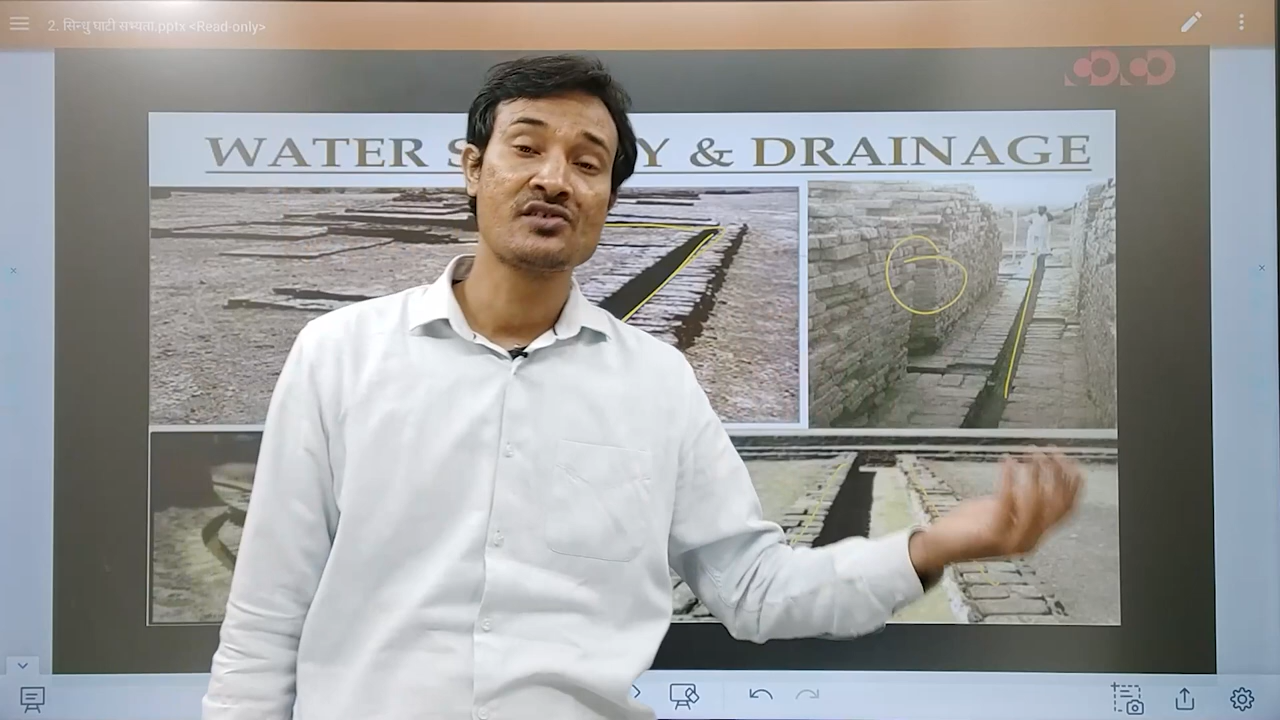 2. सिन्धु घाटी सभ्यता.pptx <Read-only>
WATER S Y & DRAINAGE